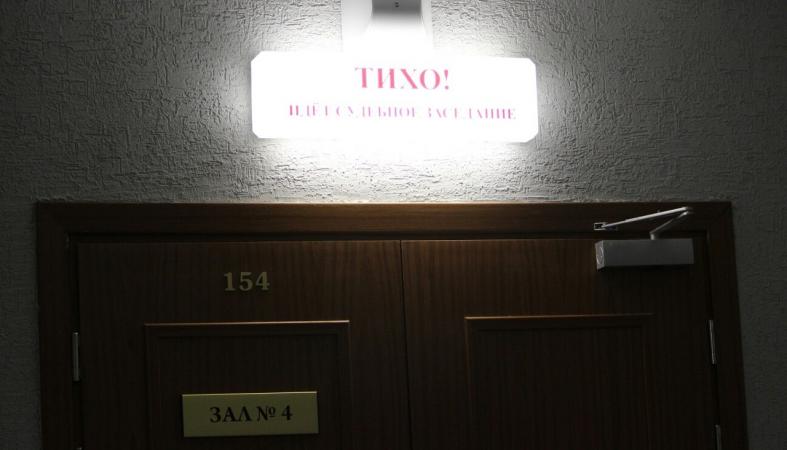 ТИХО!
ИДЁТ СУДЕБНОЕ ЗАСЕДАНИЕ
154
ЗАЛ № 4